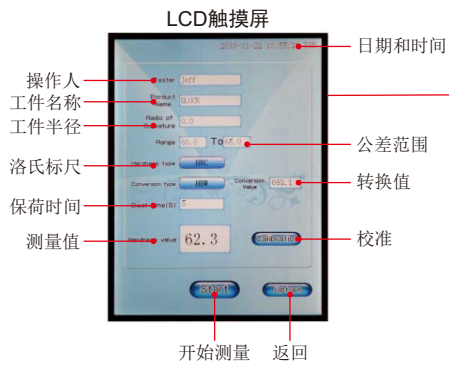 LCD触摸屏
日期和时间
操作人
Tester Jeff
工件名称
Porduct Name BLOCK
工件半径
Radio of Curvature 0.0
Range 60.0 To 65.0
公差范围
洛氏标尺
Hardness type HRC
Conversion type HBW
Conversion Value
转换值
保荷时间
Dwell time(S) 5
测量值
Hardness value 62.3
Calibrate
校准
Start
开始测量
返回